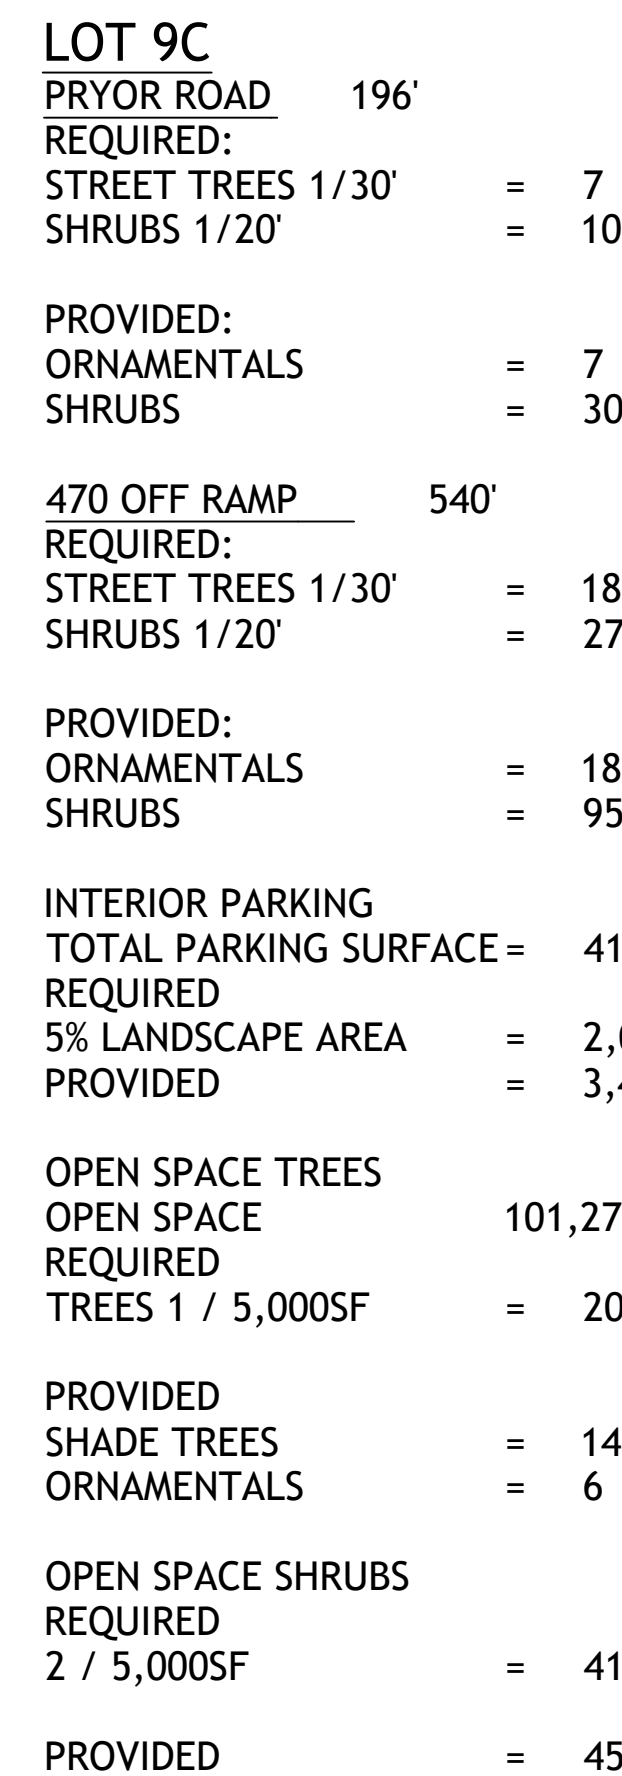 LOT 9C
PRYOR ROAD 196'
REQUIRED:
STREET TREES 1/30' = 7
SHRUBS 1/20' = 10
PROVIDED:
ORNAMENTALS = 7
SHRUBS = 30
470 OFF RAMP 540'
REQUIRED:
STREET TREES 1/30' = 18
SHRUBS 1/20' = 27
PROVIDED:
ORNAMENTALS = 18
SHRUBS = 95
INTERIOR PARKING
TOTAL PARKING SURFACE = 41
REQUIRED
5% LANDSCAPE AREA = 2,
PROVIDED = 3,
OPEN SPACE TREES
OPEN SPACE 101,27
REQUIRED
TREES 1 / 5,000SF = 20
PROVIDED
SHADE TREES = 14
ORNAMENTALS = 6
OPEN SPACE SHRUBS
REQUIRED
2 / 5,000SF = 41
PROVIDED = 45